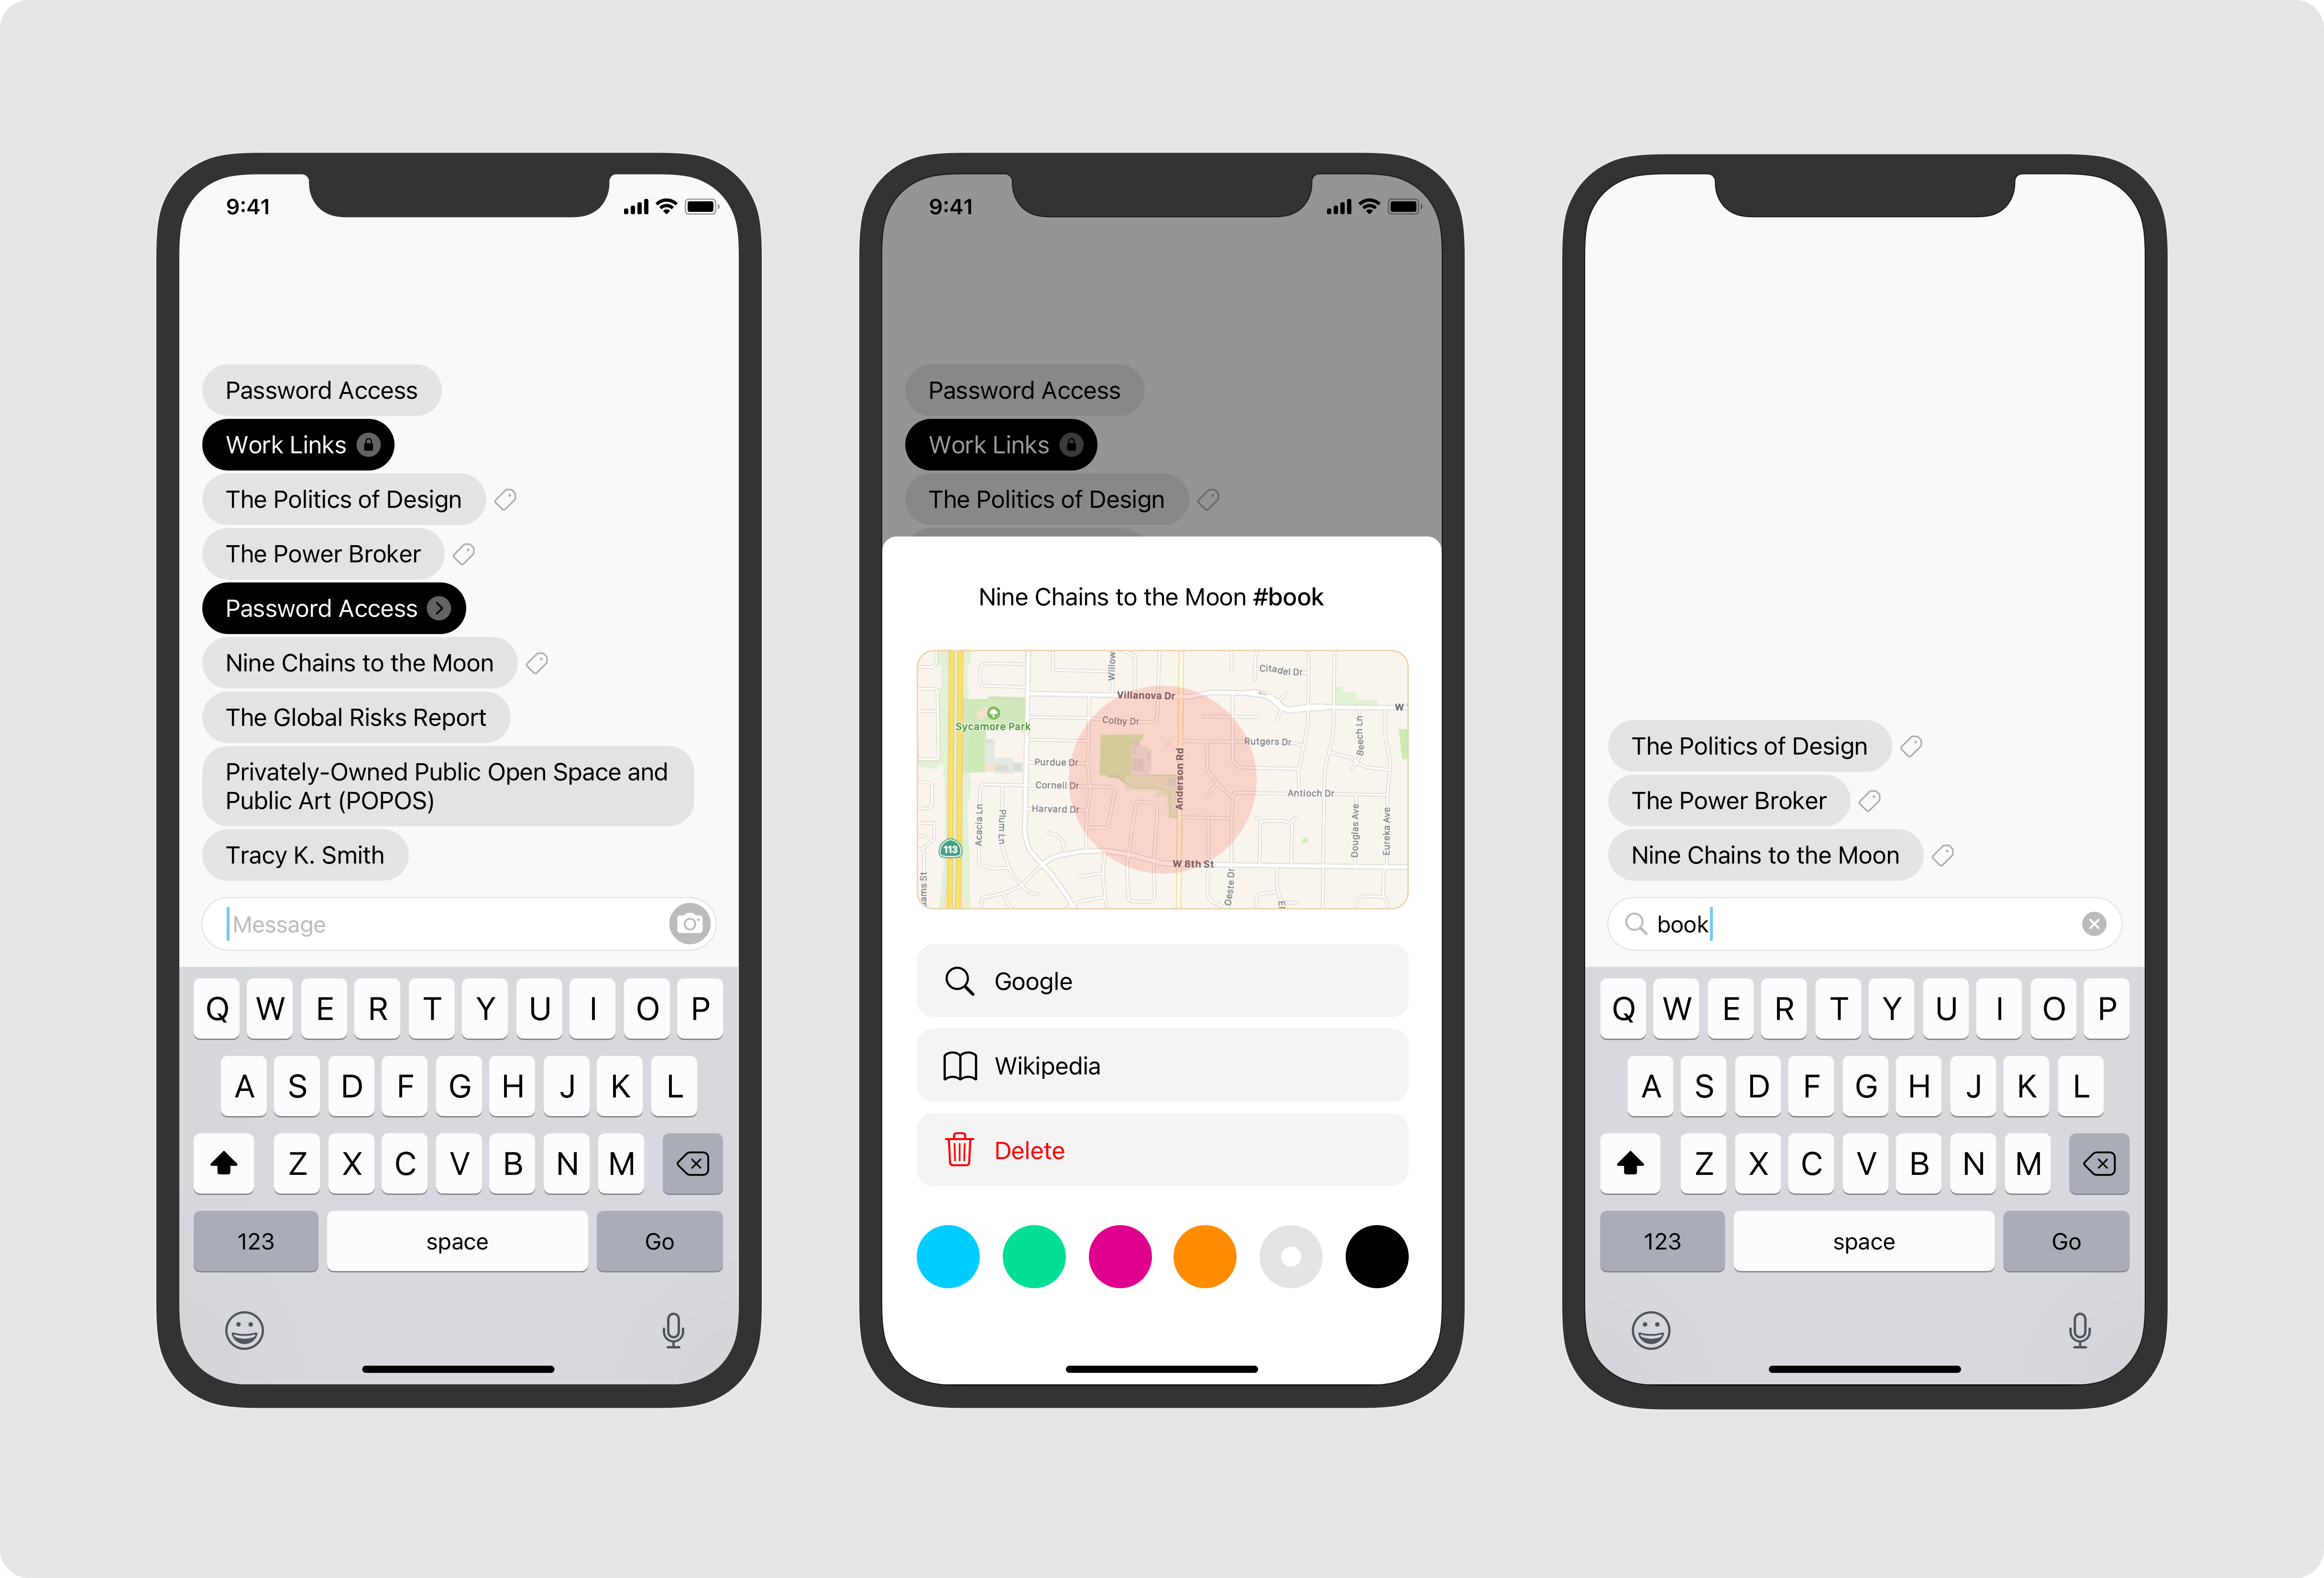 9:41
Password Access
Work Links
The Politics of Design
The Power Broker
Password Access
Nine Chains to the Moon
The Global Risks Report
Privately-Owned Public Open Space and
Public Art (POPOS)
Tracy K. Smith
Message
Q W E R T Y U I O P
A S D F G H J K L
Z X C V B N M
123 space Go
9:41
Password Access
Work Links
The Politics of Design
Nine Chains to the Moon #book
Willow
Citadel Dr
Villanova Dr
W
Colby Dr
Sycamore Park
Beech Ln
Rutgers Dr
Purdue Dr
Anderson Rd
Cornell Dr
Antioch Dr
Harvard Dr
Acacia Ln
Plum Ln
Douglas Ave
Eureka Ave
113
W 8th St
Oeste Dr
ams St
El
Google
Wikipedia
Delete
The Politics of Design
The Power Broker
Nine Chains to the Moon
book
Q W E R T Y U I O P
A S D F G H J K L
Z X C V B N M
123 space Go